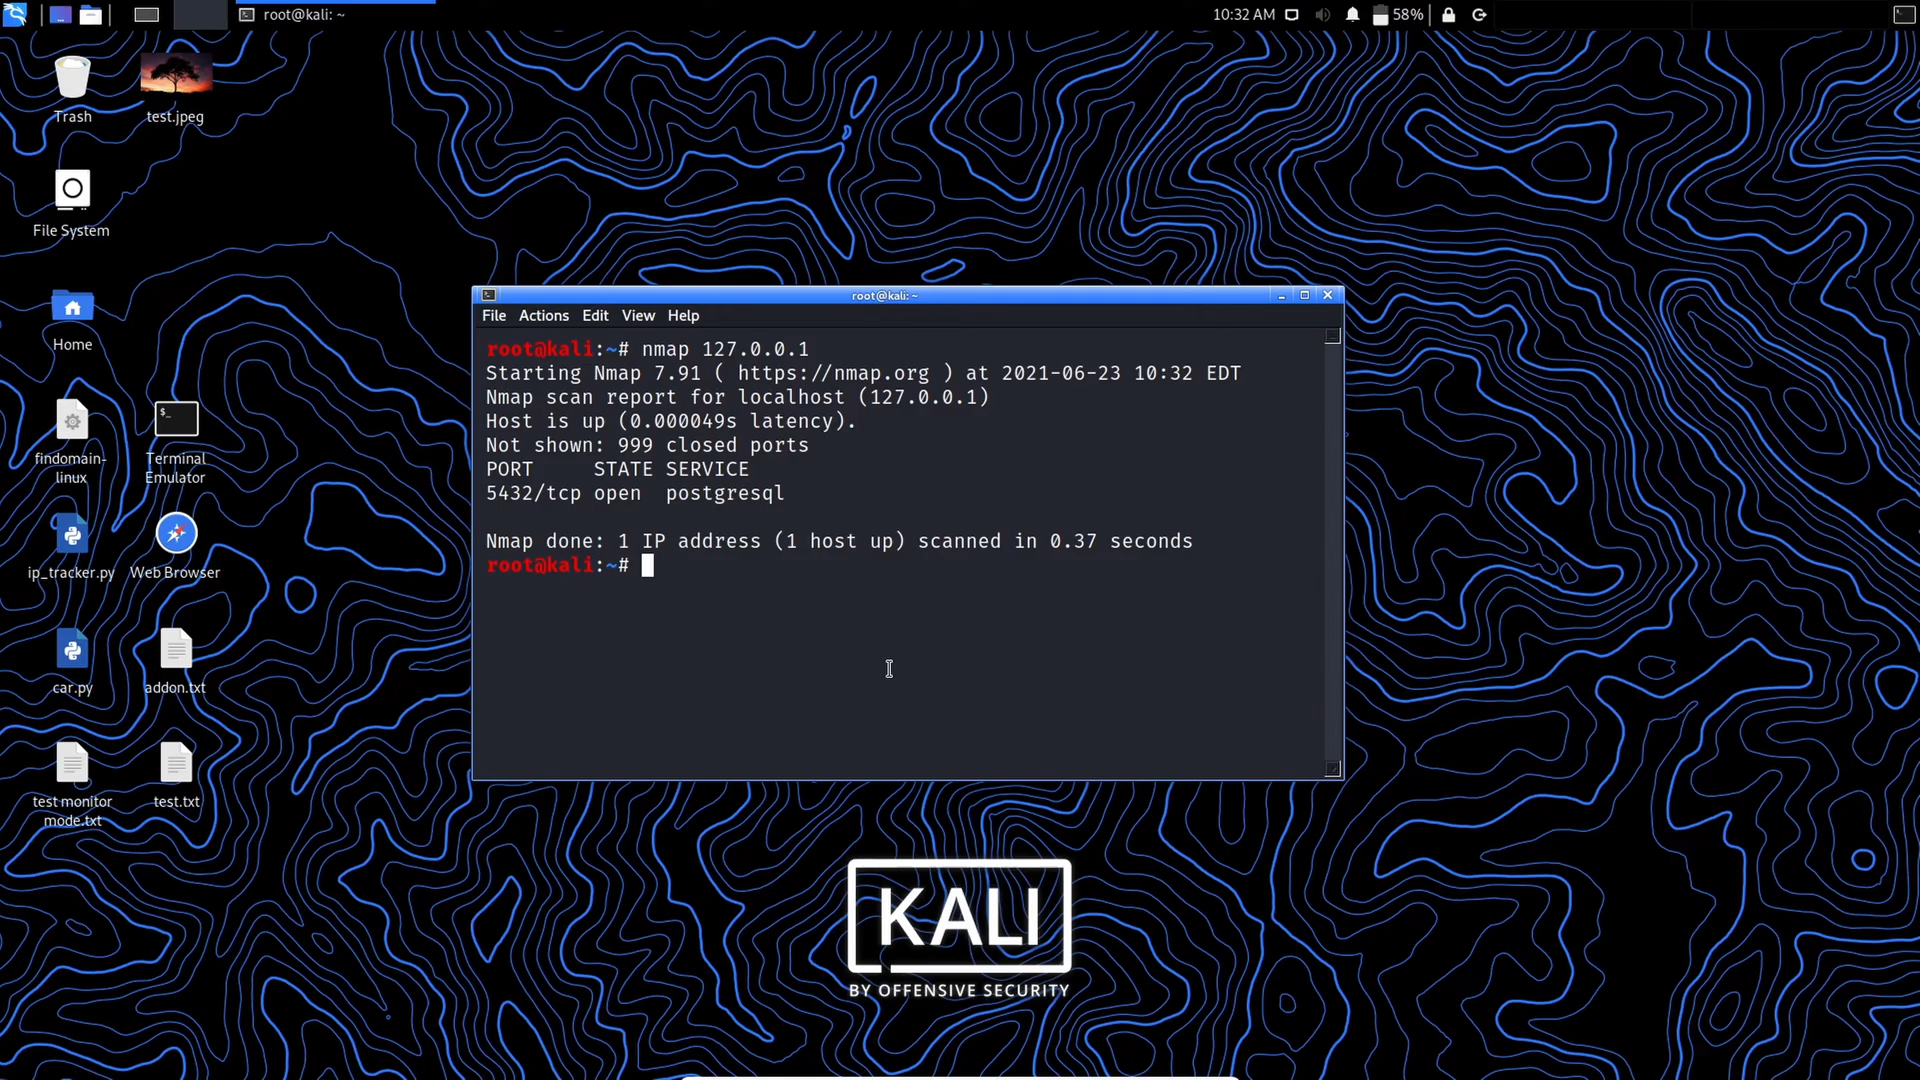 root@kali: ~
10:32 AM
58%
Trash
test.jpeg
File System
Home
findomain-
linux
Terminal
Emulator
ip_tracker.py
Web Browser
car.py
addon.txt
test monitor
mode.txt
test.txt
root@kali: ~
File Actions Edit View Help
root@kali:~# nmap 127.0.0.1
Starting Nmap 7.91 ( https://nmap.org ) at 2021-06-23 10:32 EDT
Nmap scan report for localhost (127.0.0.1)
Host is up (0.000049s latency).
Not shown: 999 closed ports
PORT     STATE SERVICE
5432/tcp open  postgresql
Nmap done: 1 IP address (1 host up) scanned in 0.37 seconds
root@kali:~#
KALI
BY OFFENSIVE SECURITY